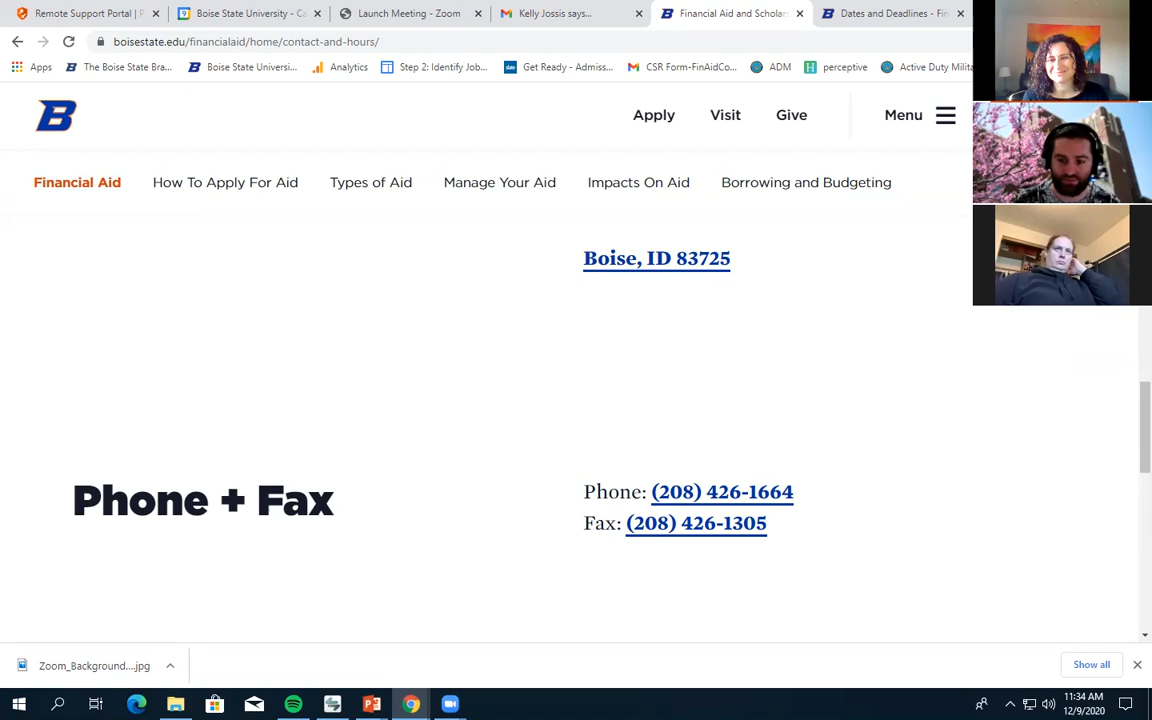 Remote Support Portal | P
Boise State University - Ca
Launch Meeting - Zoom
Kelly Jossis says...
Financial Aid and Scholars
Dates and Deadlines - Fin
boisestate.edu/financialaid/home/contact-and-hours/
Apps
The Boise State Bra...
Boise State Universi...
Analytics
Step 2: Identify Job...
Get Ready - Admiss...
CSR Form-FinAidCo...
ADM
perceptive
Active Duty Milita
B
Apply
Visit
Give
Menu
Financial Aid
How To Apply For Aid
Types of Aid
Manage Your Aid
Impacts On Aid
Borrowing and Budgeting
Boise, ID 83725
Phone + Fax
Phone: (208) 426-1664
Fax: (208) 426-1305
Zoom_Background....jpg
Show all
11:34 AM
12/9/2020